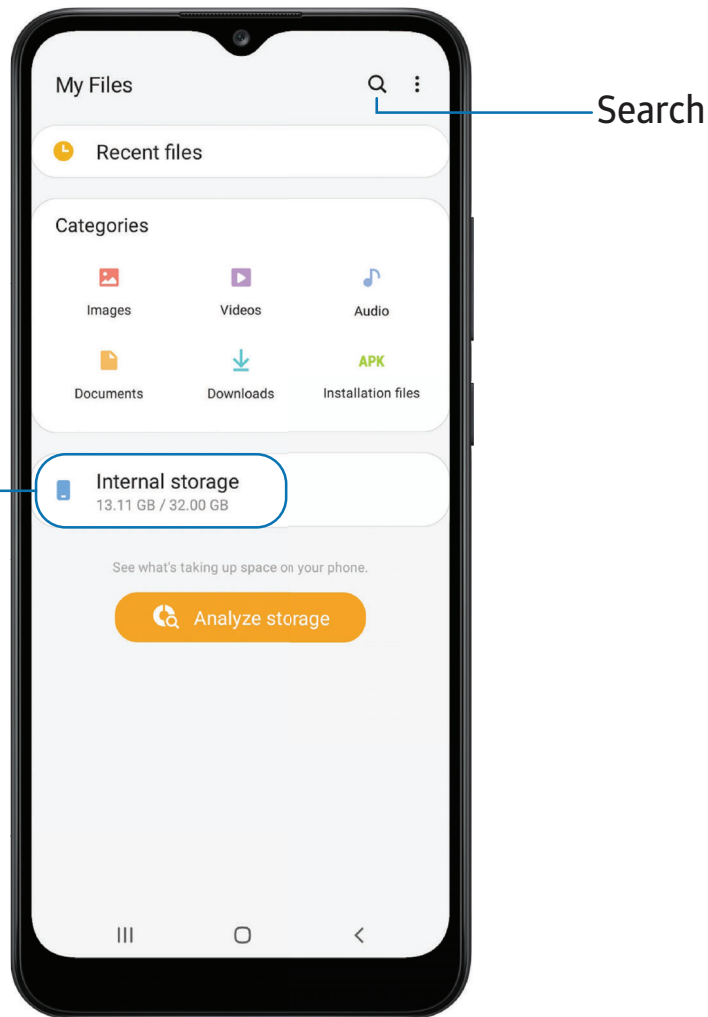 My Files
Search
Recent files
Categories
Images Videos Audio
APK
Documents Downloads Installation files
Internal storage
13.11 GB / 32.00 GB
See what's taking up space on your phone.
Analyze storage